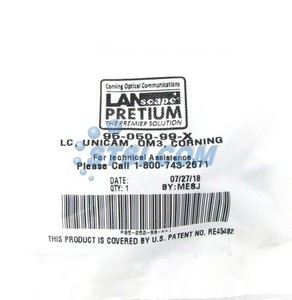 Corning Optical Communications
LANscape®
PRETIUM
THE PREMIER SOLUTION
95-050-99-X
LC, UNICAM, OM3, CORNING
For technical Assistance,
Please Call 1-800-743-2671
DATE: 07/27/18
QTY: 1 BY:ME8J
THIS PRODUCT IS COVERED BY U.S. PATENT NO. RE45482